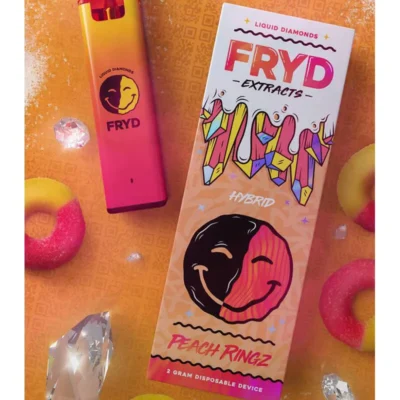 LIQUID DIAMONDS
FRYD
LIQUID DIAMONDS
FRYD
EXTRACTS
HYBRID
PEACH RINGZ
2 GRAM DISPOSABLE DEVICE